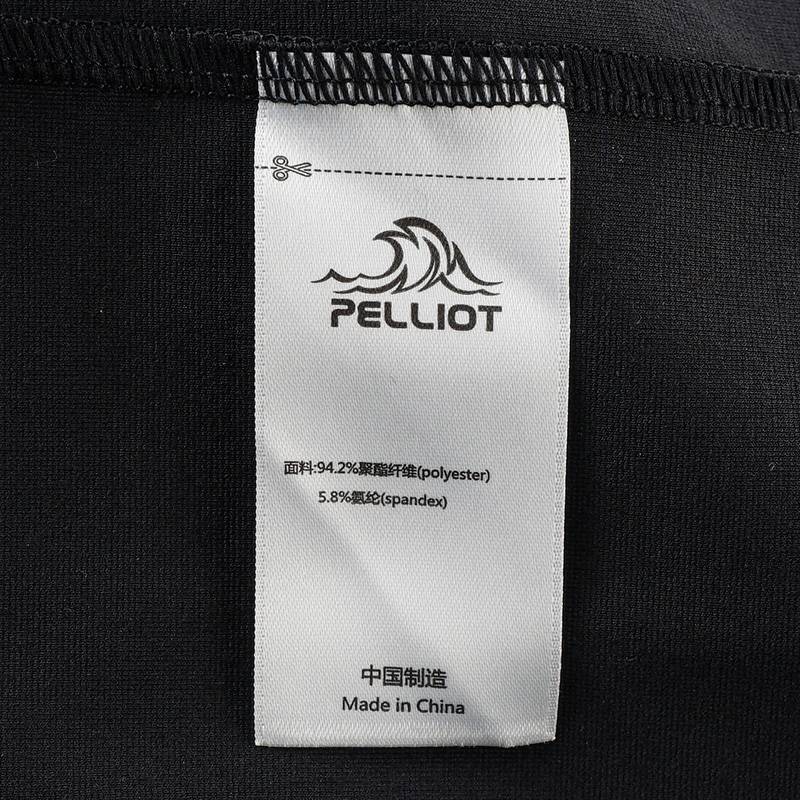 PELLIOT
面料:94.2%聚酯纤维(polyester)
5.8%氨纶(spandex)
中国制造
Made in China